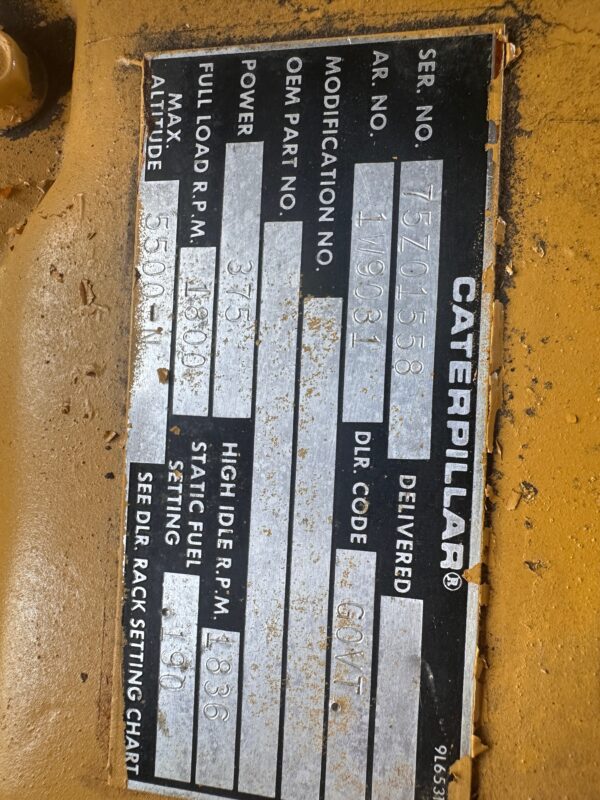 CATERPILLAR®
SER. NO. 75Z01558 DELIVERED
AR. NO. 1W9031 DLR. CODE GOVT
MODIFICATION NO.
OEM PART NO.
POWER 375 HIGH IDLE R.P.M. 1836
FULL LOAD R.P.M. 1800 STATIC FUEL SETTING .190
MAX. ALTITUDE 5500-N SEE DLR. RACK SETTING CHART